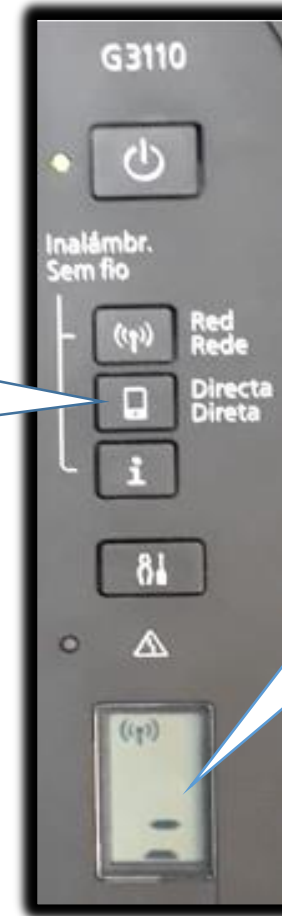 G3110
Inalámbr.
Sem fio
Red
Rede
Directa
Direta
i